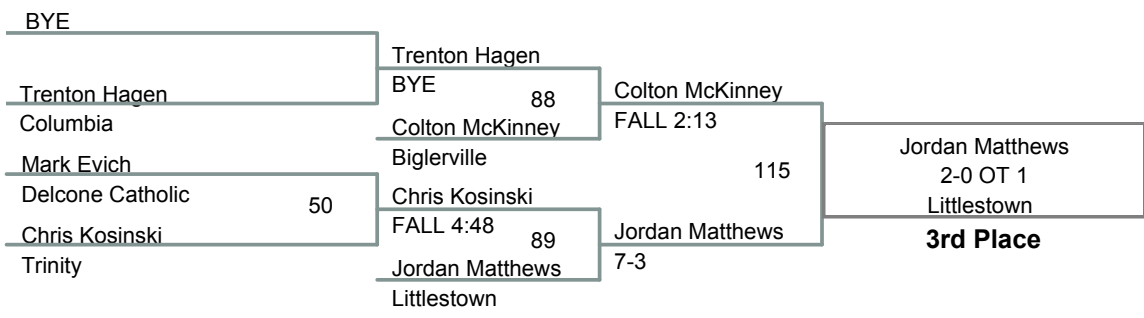 BYE
Trenton Hagen
Columbia
Mark Evich
Delcone Catholic
50
Chris Kosinski
Trinity
Trenton Hagen
BYE
88
Colton McKinney
Biglerville
Chris Kosinski
FALL 4:48
89
Jordan Matthews
Littlestown
Colton McKinney
FALL 2:13
115
Jordan Matthews
7-3
Jordan Matthews
2-0 OT 1
Littlestown
3rd Place